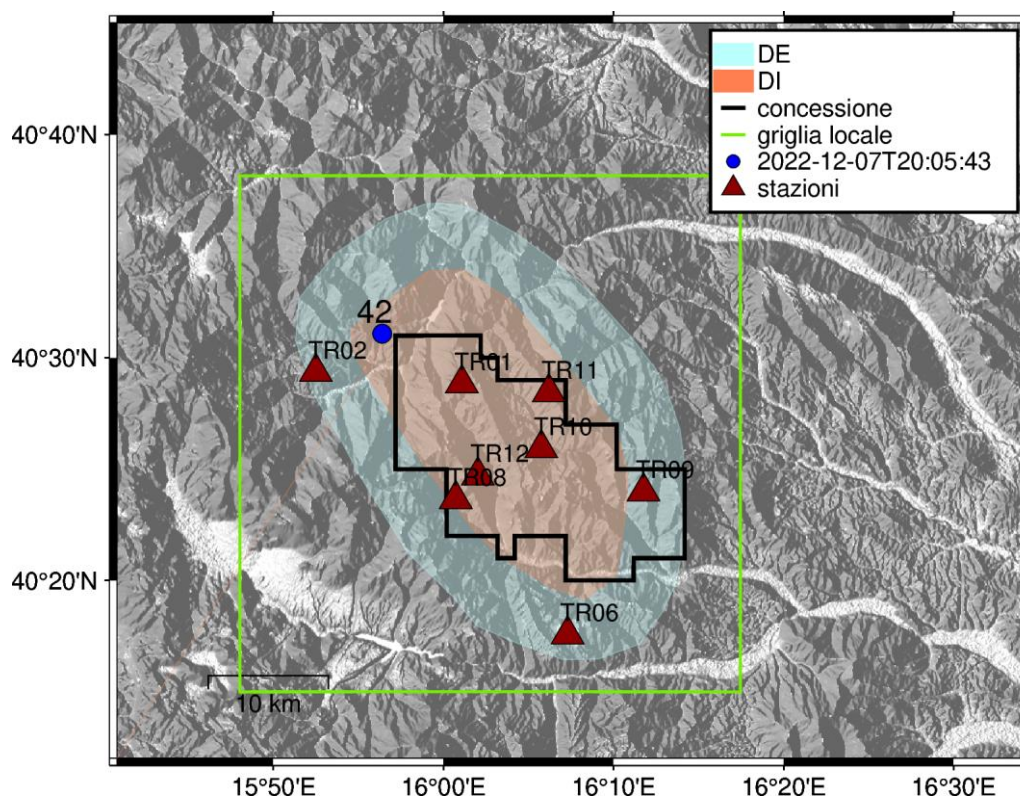 DE
DI
concessione
griglia locale
2022-12-07T20:05:43
stazioni
40°40'N
40°30'N
40°20'N
42
TR02
TR01
TR11
TR10
TR12
TR08
TR09
TR06
10 km
15°50'E
16°00'E
16°10'E
16°20'E
16°30'E